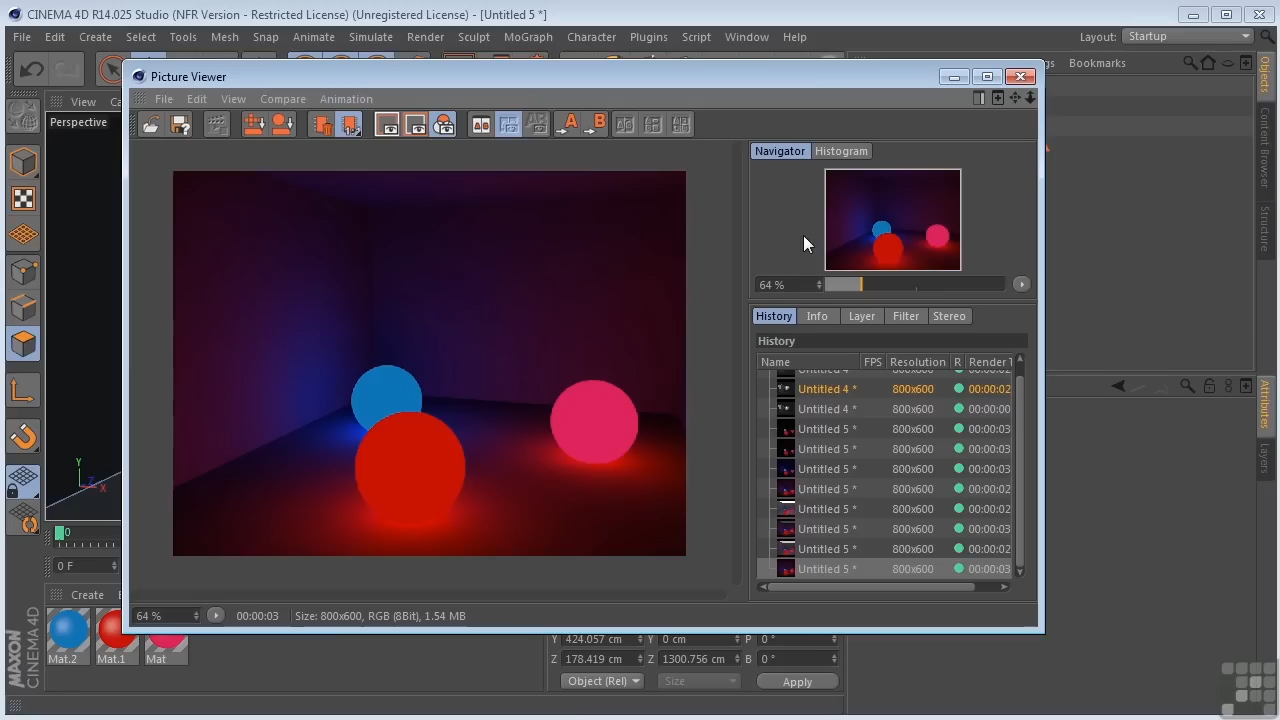 CINEMA 4D R14.025 Studio (NFR Version - Restricted License) (Unregistered License) - [Untitled 5 *]
File Edit Create Select Tools Mesh Snap Animate Simulate Render Sculpt MoGraph Character Plugins Script Window Help Layout: Startup
Picture Viewer
Bookmarks
Objects
View
File Edit View Compare Animation
Perspective
Navigator Histogram
Content Browser
Structure
64 %
History Info Layer Filter Stereo
History
Name FPS Resolution R Render
Untitled 4 * 800x600 00:00:02
Untitled 4 * 800x600 00:00:00
Untitled 5 * 800x600 00:00:03
Untitled 5 * 800x600 00:00:03
Untitled 5 * 800x600 00:00:03
Untitled 5 * 800x600 00:00:02
Untitled 5 * 800x600 00:00:02
Untitled 5 * 800x600 00:00:03
Untitled 5 * 800x600 00:00:02
Untitled 5 * 800x600 00:00:03
Attributes
Y
Z
X
0
0 F
Create
64 % 00:00:03 Size: 800x600, RGB (8Bit), 1.54 MB
Mat.2 Mat.1 Mat
Y 424.057 cm Y 0 cm P 0 °
Z 178.419 cm Z 1300.756 cm B 0 °
Object (Rel) Size Apply
MAXON
CINEMA 4D
A
B